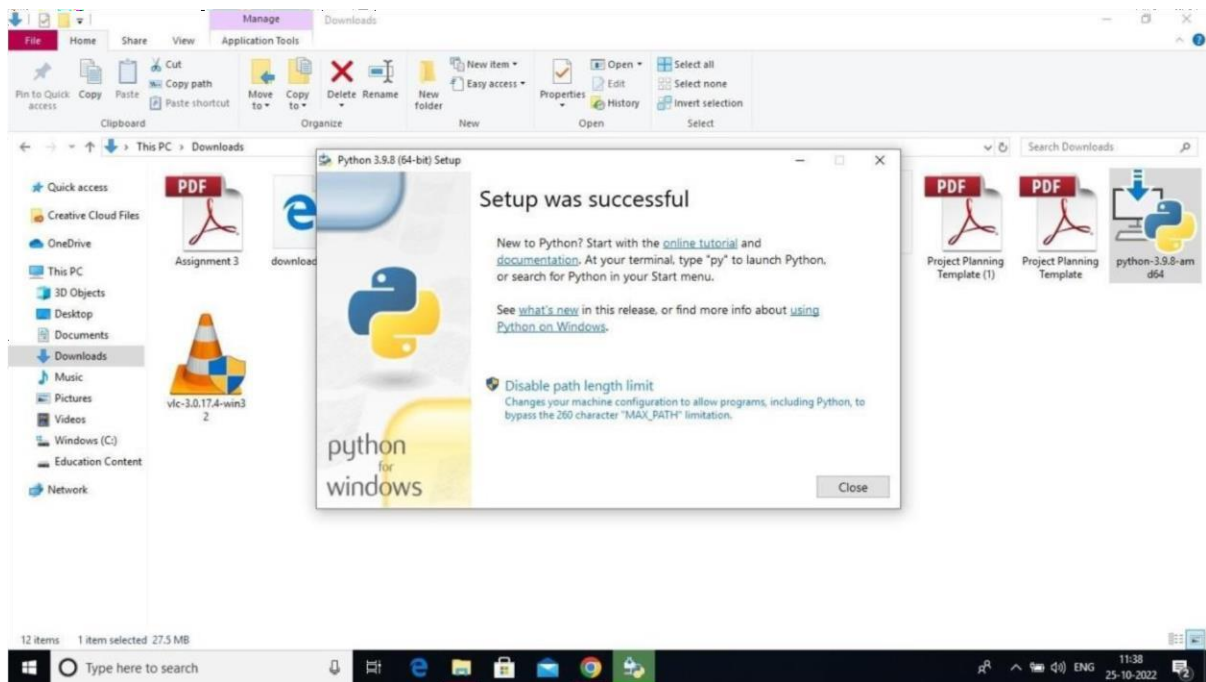 Manage
Downloads
File
Home
Share
View
Application Tools
Pin to Quick
access
Copy
Paste
Cut
Copy path
Paste shortcut
Clipboard
Move
to
Copy
to
Delete
Rename
Organize
New
folder
New item
Easy access
New
Properties
Open
Edit
History
Open
Select all
Select none
Invert selection
Select
This PC › Downloads
Search Downloads
Quick access
Creative Cloud Files
OneDrive
This PC
3D Objects
Desktop
Documents
Downloads
Music
Pictures
Videos
Windows (C:)
Education Content
Network
PDF
Assignment 3
download
vlc-3.0.17.4-win3
2
Python 3.9.8 (64-bit) Setup
Setup was successful
New to Python? Start with the online tutorial and
documentation. At your terminal, type "py" to launch Python,
or search for Python in your Start menu.
See what's new in this release, or find more info about using
Python on Windows.
Disable path length limit
Changes your machine configuration to allow programs, including Python, to
bypass the 260 character "MAX_PATH" limitation.
python
for
windows
Close
PDF
Project Planning
Template (1)
PDF
Project Planning
Template
python-3.9.8-am
d64
12 items
1 item selected 27.5 MB
Type here to search
ENG
11:38
25-10-2022
2